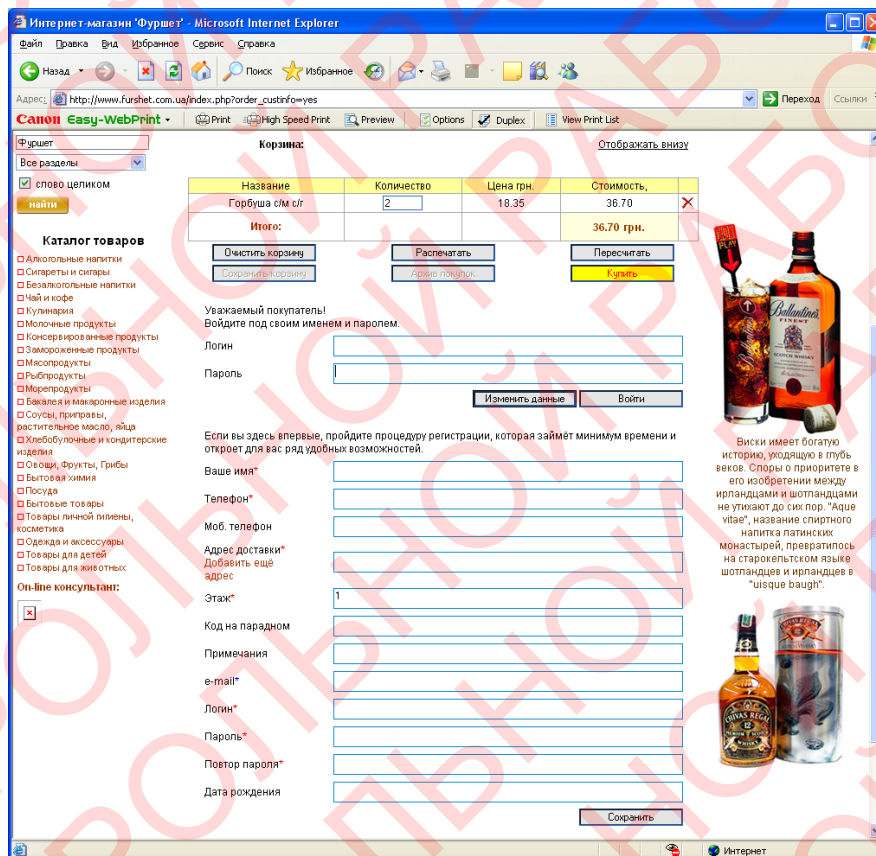 Интернет-магазин 'Фуршет' - Microsoft Internet Explorer
Файл Правка Вид Избранное Сервис Справка
Назад Поиск Избранное
Адрес: http://www.furshet.com.ua/index.php?order_custinfo=yes Переход Ссылки
Canon Easy-WebPrint Print High Speed Print Preview Options Duplex View Print List
Фуршет
Все разделы
слово целиком
найти
Каталог товаров
Алкогольные напитки
Сигареты и сигары
Безалкогольные напитки
Чай и кофе
Кулинария
Молочные продукты
Консервированные продукты
Замороженные продукты
Мясопродукты
Рыбпродукты
Морепродукты
Бакалея и макаронные изделия
Соусы, приправы,
растительное масло, яйца
Хлебобулочные и кондитерские
изделия
Овощи, Фрукты, Грибы
Бытовая химия
Посуда
Бытовые товары
Товары личной гигиены,
косметика
Одежда и аксессуары
Товары для детей
Товары для животных
On-line консультант:
Корзина: Отображать внизу
Название Количество Цена грн. Стоимость,
Горбуша с/м с/г 2 18.35 36.70
Итого: 36.70 грн.
Очистить корзину Распечатать Пересчитать
Сохранить корзину Архив покупок Купить
Уважаемый покупатель!
Войдите под своим именем и паролем.
Логин
Пароль
Изменить данные Войти
Если вы здесь впервые, пройдите процедуру регистрации, которая займёт минимум времени и
откроет для вас ряд удобных возможностей.
Ваше имя*
Телефон*
Моб. телефон
Адрес доставки*
Добавить ещё
адрес
Этаж* 1
Код на парадном
Примечания
e-mail*
Логин*
Пароль*
Повтор пароля*
Дата рождения
Сохранить
PLAY
Ballantine's
FINEST
SCOTCH WHISKY
Виски имеет богатую
историю, уходящую в глубь
веков. Споры о приоритете в
его изобретении между
ирландцами и шотландцами
не утихают до сих пор. "Aque
vitae", название спиртного
напитка латинских
монастырей, превратилось
на старокельтском языке
шотландцев и ирландцев в
"uisque baugh".
CHIVAS REGAL
12
PREMIUM SCOTCH
WHISKY
Интернет